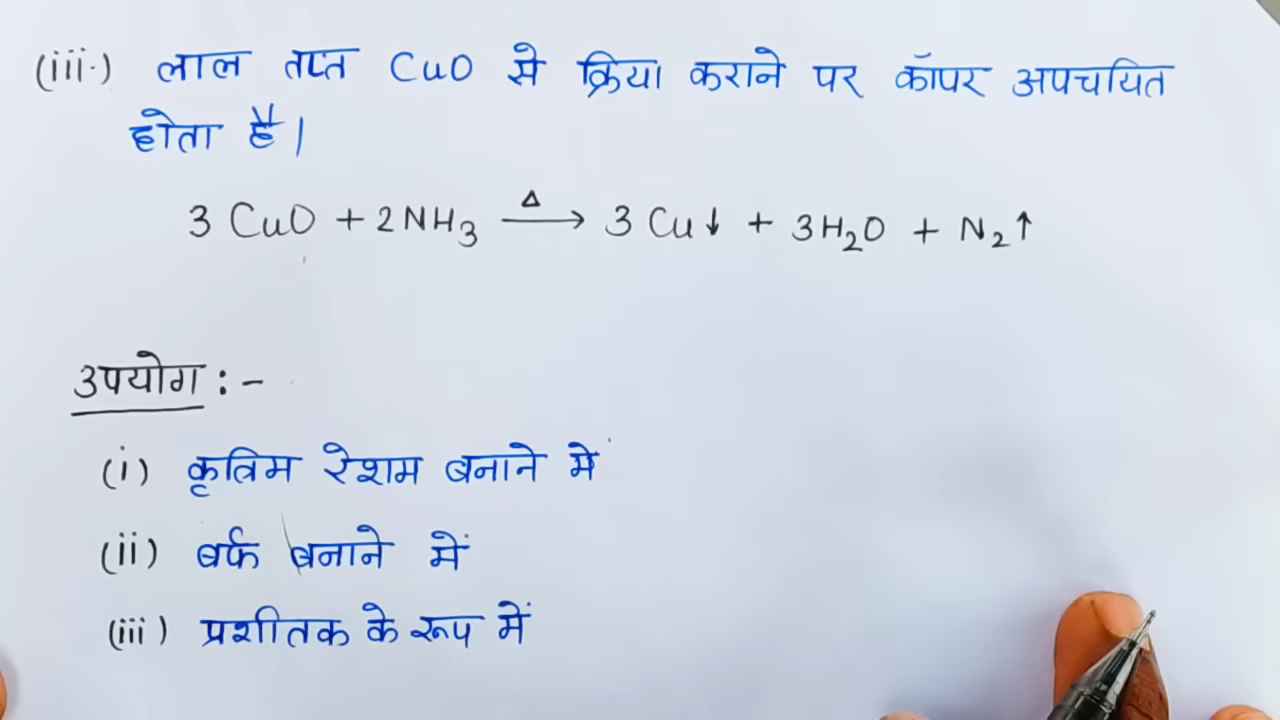 (iii.) लाल तप्त CuO से क्रिया कराने पर कॉपर अपचयित
होता है।
3 CuO + 2NH₃ —Δ→ 3 Cu↓ + 3H₂O + N₂↑
उपयोग : -
(i) कृत्रिम रेशम बनाने में
(ii) बर्फ बनाने में
(iii) प्रशीतक के रूप में